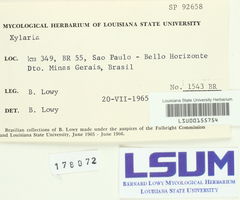 SP 92658
MYCOLOGICAL HERBARIUM OF LOUISIANA STATE UNIVERSITY
Xylaria
LOC. km 349, BR 55, Sao Paulo - Bello Horizonte
Dto. Minas Gerais, Brasil
No. 1543 BR
LEG. B. Lowy
20-VII-1965
DET. B. Lowy
Louisiana State University Herbarium
LSU00155754
Brazilian collections of B. Lowy made under the auspices of the Fulbright Commission
and Louisiana State University, June 1965 - June 1966.
178072
LSUM
BERNARD LOWY MYCOLOGICAL HERBARIUM
LOUISIANA STATE UNIVERSITY